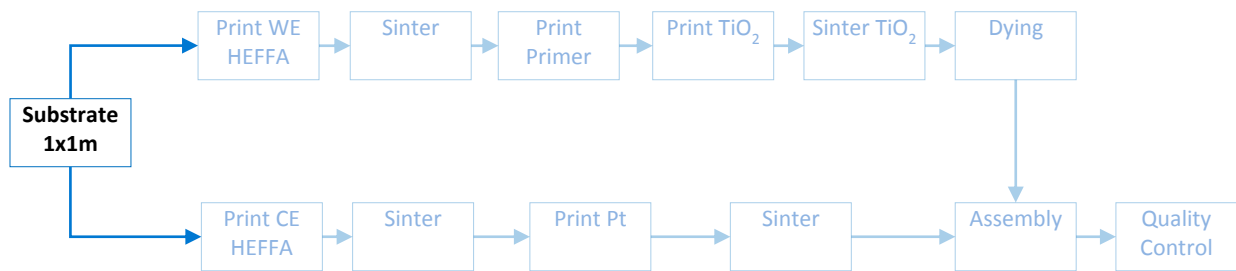 Print WE
HEFFA
Sinter
Print
Primer
Print TiO₂
Sinter TiO₂
Dying
Substrate
1x1m
Print CE
HEFFA
Sinter
Print Pt
Sinter
Assembly
Quality
Control